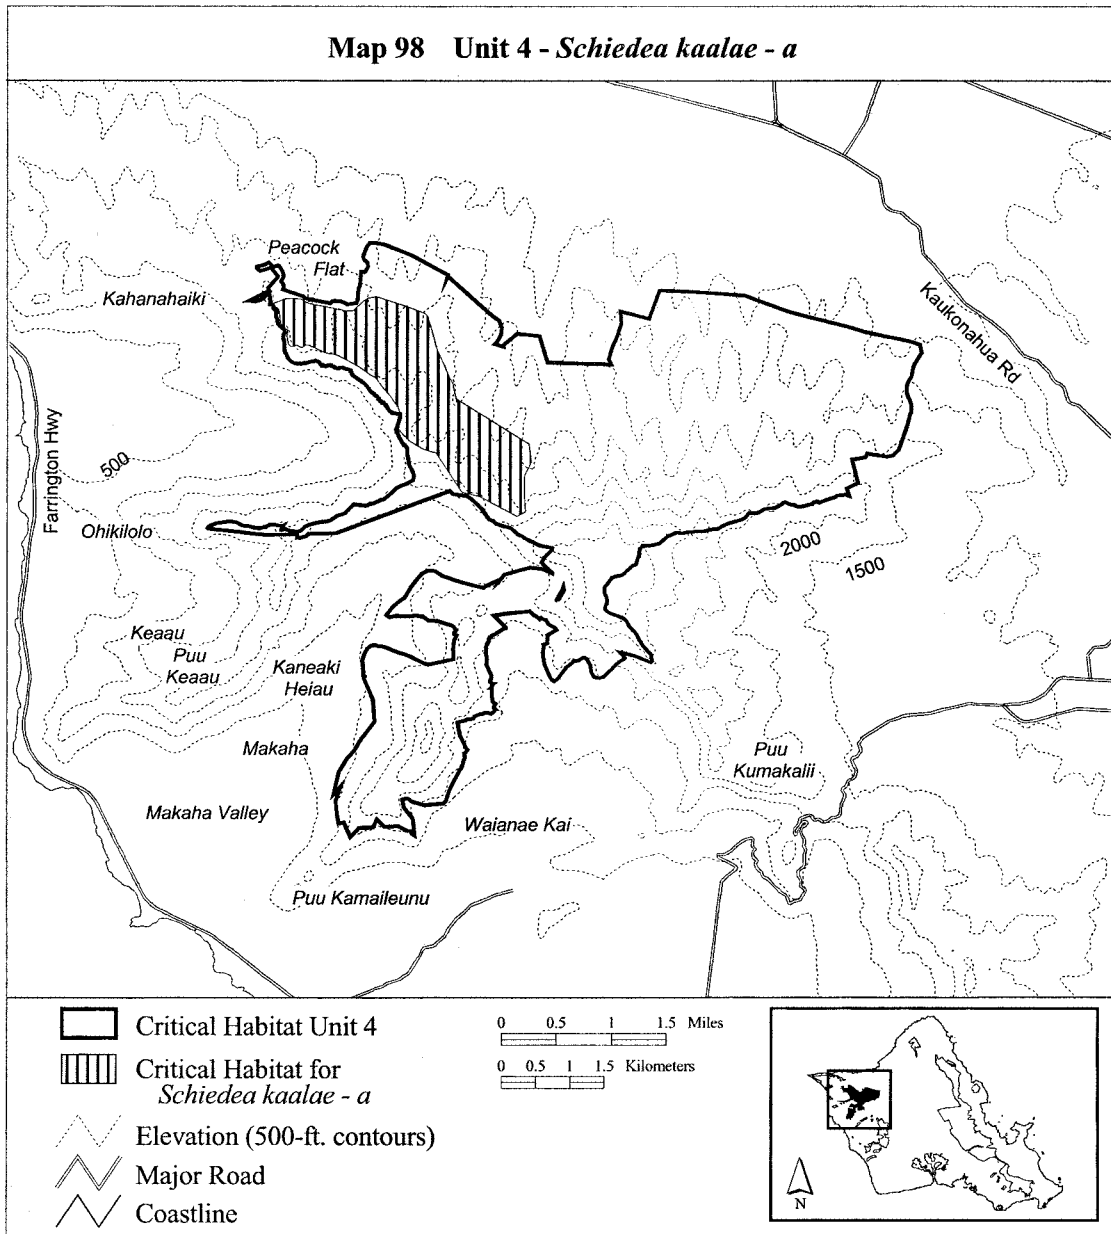 Map 98 Unit 4 - Schiedea kaalae - a
Peacock
Flat
Kahanahaiki
Kaukonahua Rd
Farrington Hwy
500
Ohikilolo
2000
1500
Keaau
Puu
Keaau
Kaneaki
Heiau
Makaha
Puu
Kumakalii
Makaha Valley
Waianae Kai
Puu Kamaileunu
Critical Habitat Unit 4
Critical Habitat for
Schiedea kaalae - a
Elevation (500-ft. contours)
Major Road
Coastline
0 0.5 1 1.5 Miles
0 0.5 1 1.5 Kilometers
N